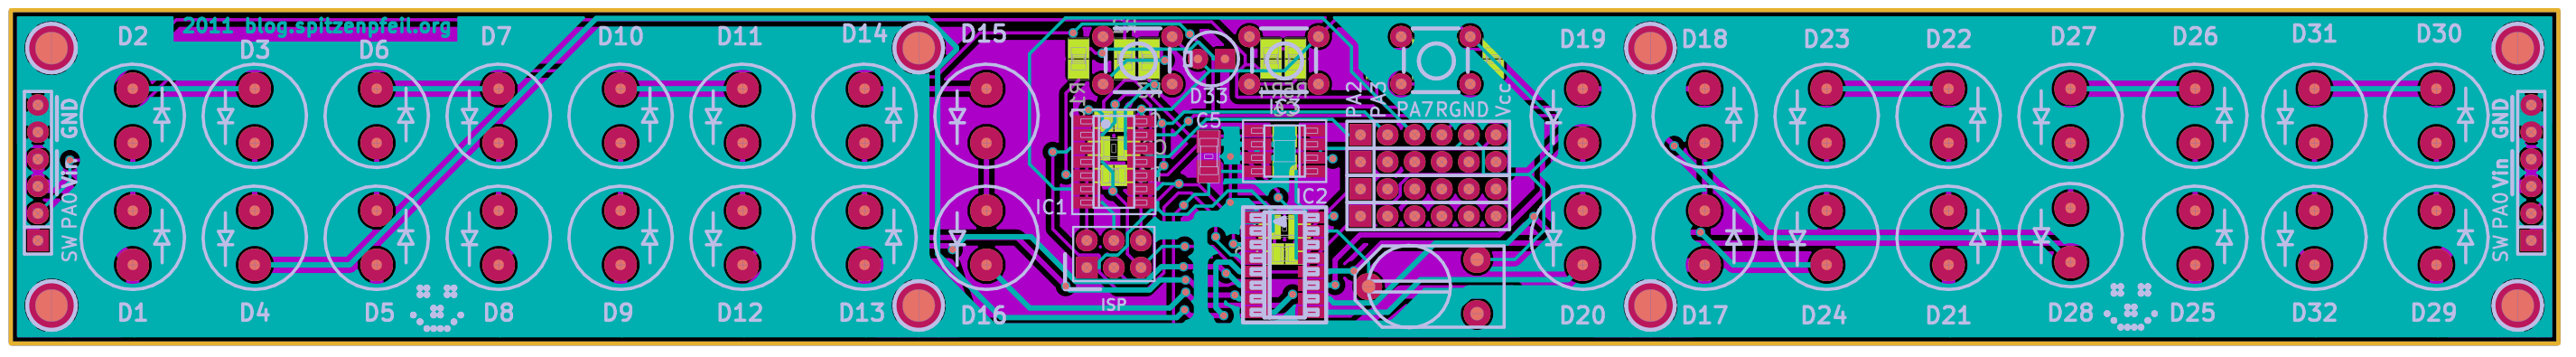 2011 blog.spitzenpfeil.org
D2
D3
D6
D7
D10
D11
D14
D15
D33
D19
D18
D23
D22
D27
D26
D31
D30
GND
Vin
PA0
SW
C5
IC3
IC1
IC2
ISP
PA2
PA3
PA7RGND
Vcc
GND
Vin
PA0
SW
D1
D4
D5
D8
D9
D12
D13
D16
D20
D17
D24
D21
D28
D25
D32
D29